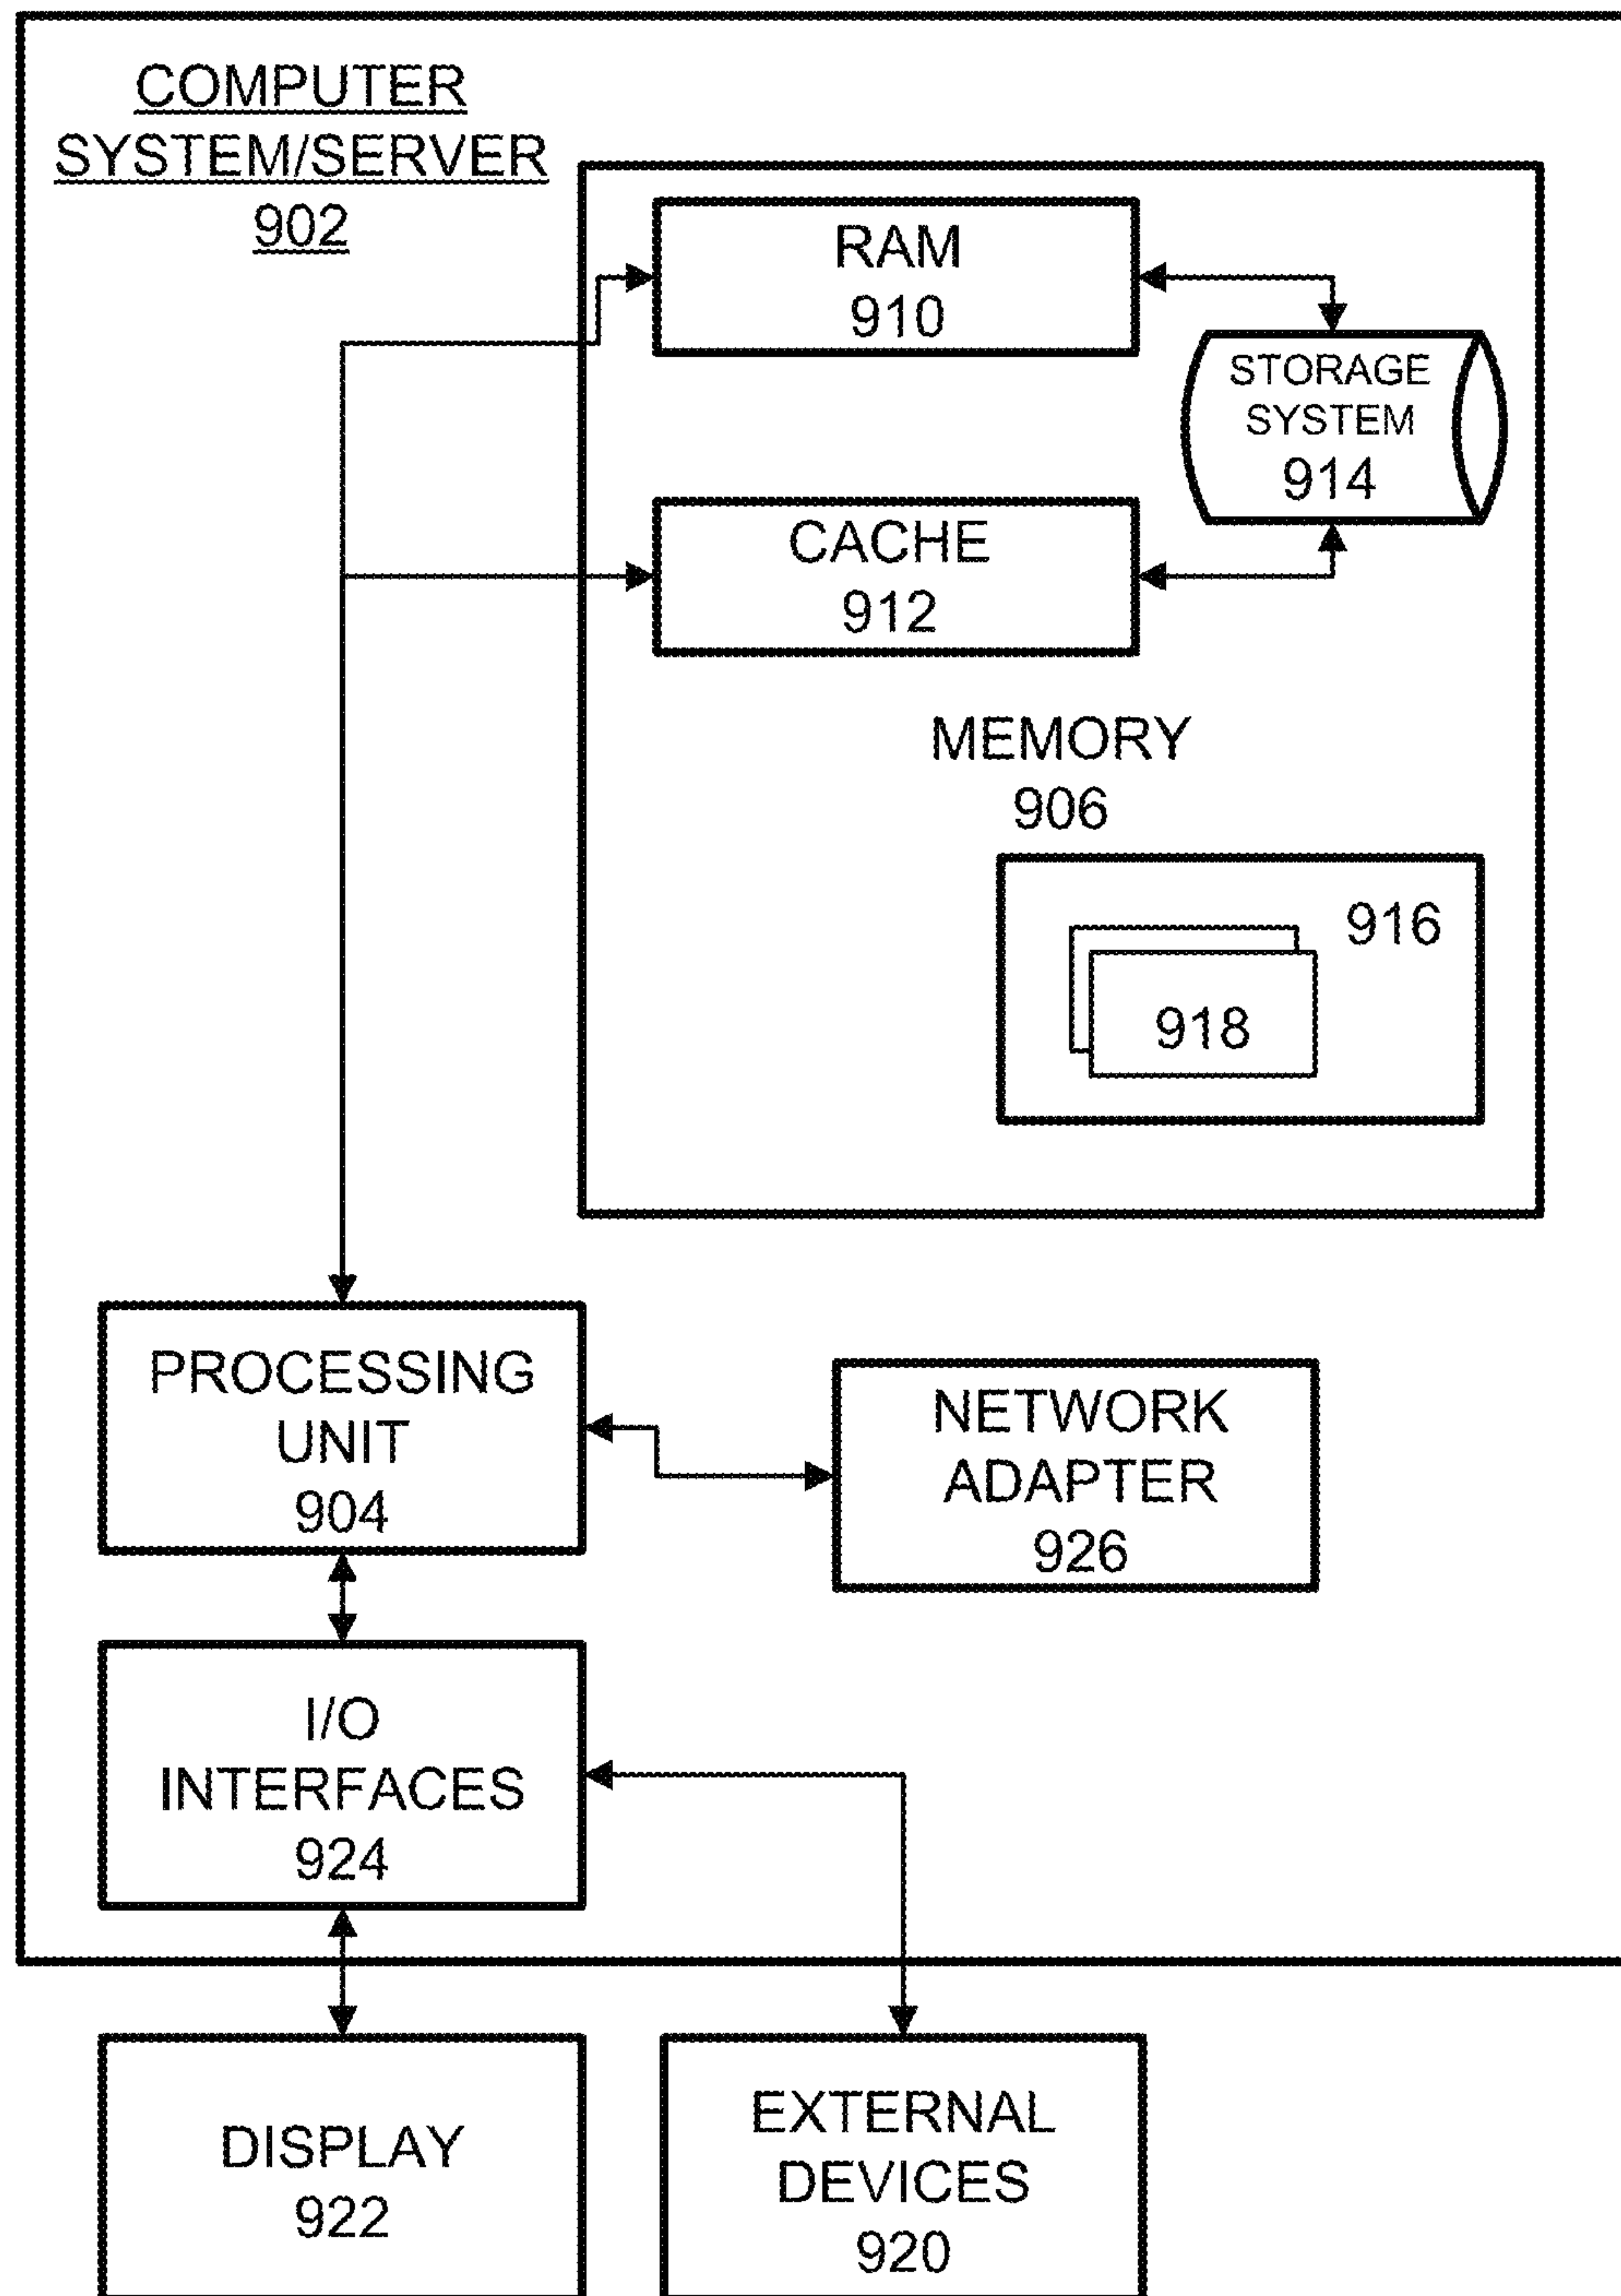 COMPUTER
SYSTEM/SERVER
902
RAM
910
STORAGE
SYSTEM
914
CACHE
912
MEMORY
906
916
918
PROCESSING
UNIT
904
NETWORK
ADAPTER
926
I/O
INTERFACES
924
DISPLAY
922
EXTERNAL
DEVICES
920